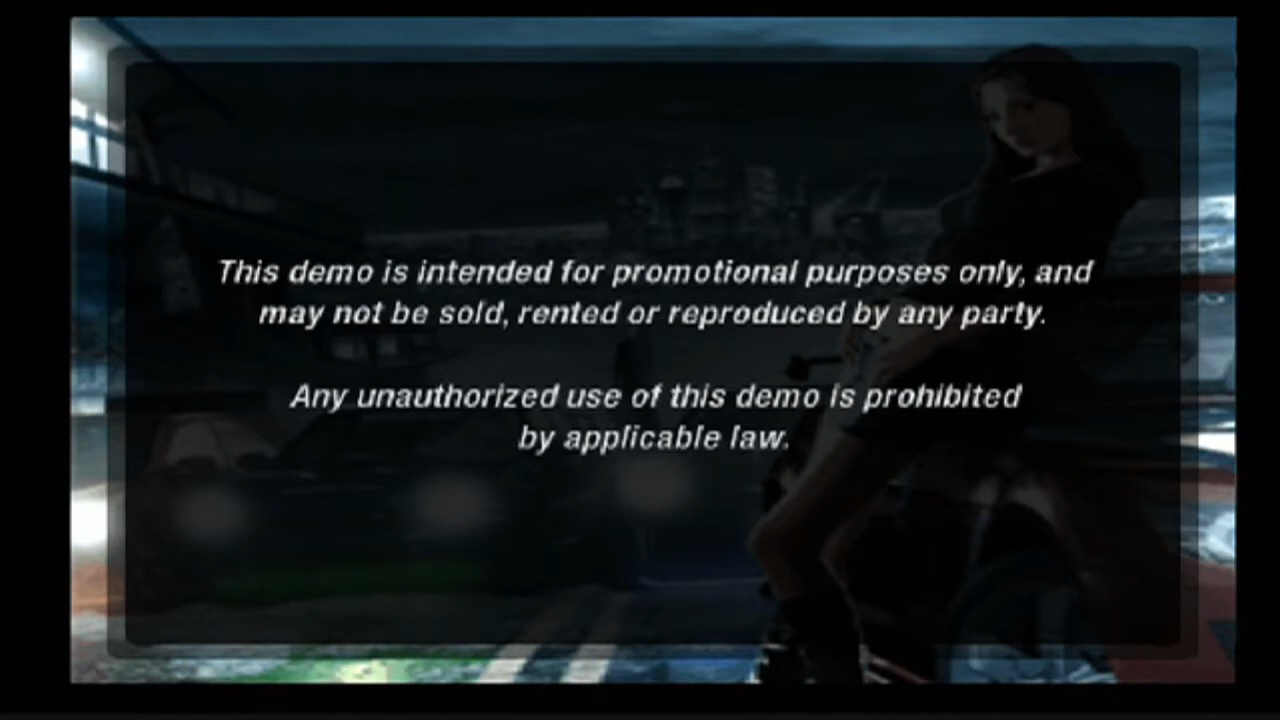 This demo is intended for promotional purposes only, and
may not be sold, rented or reproduced by any party.
Any unauthorized use of this demo is prohibited
by applicable law.